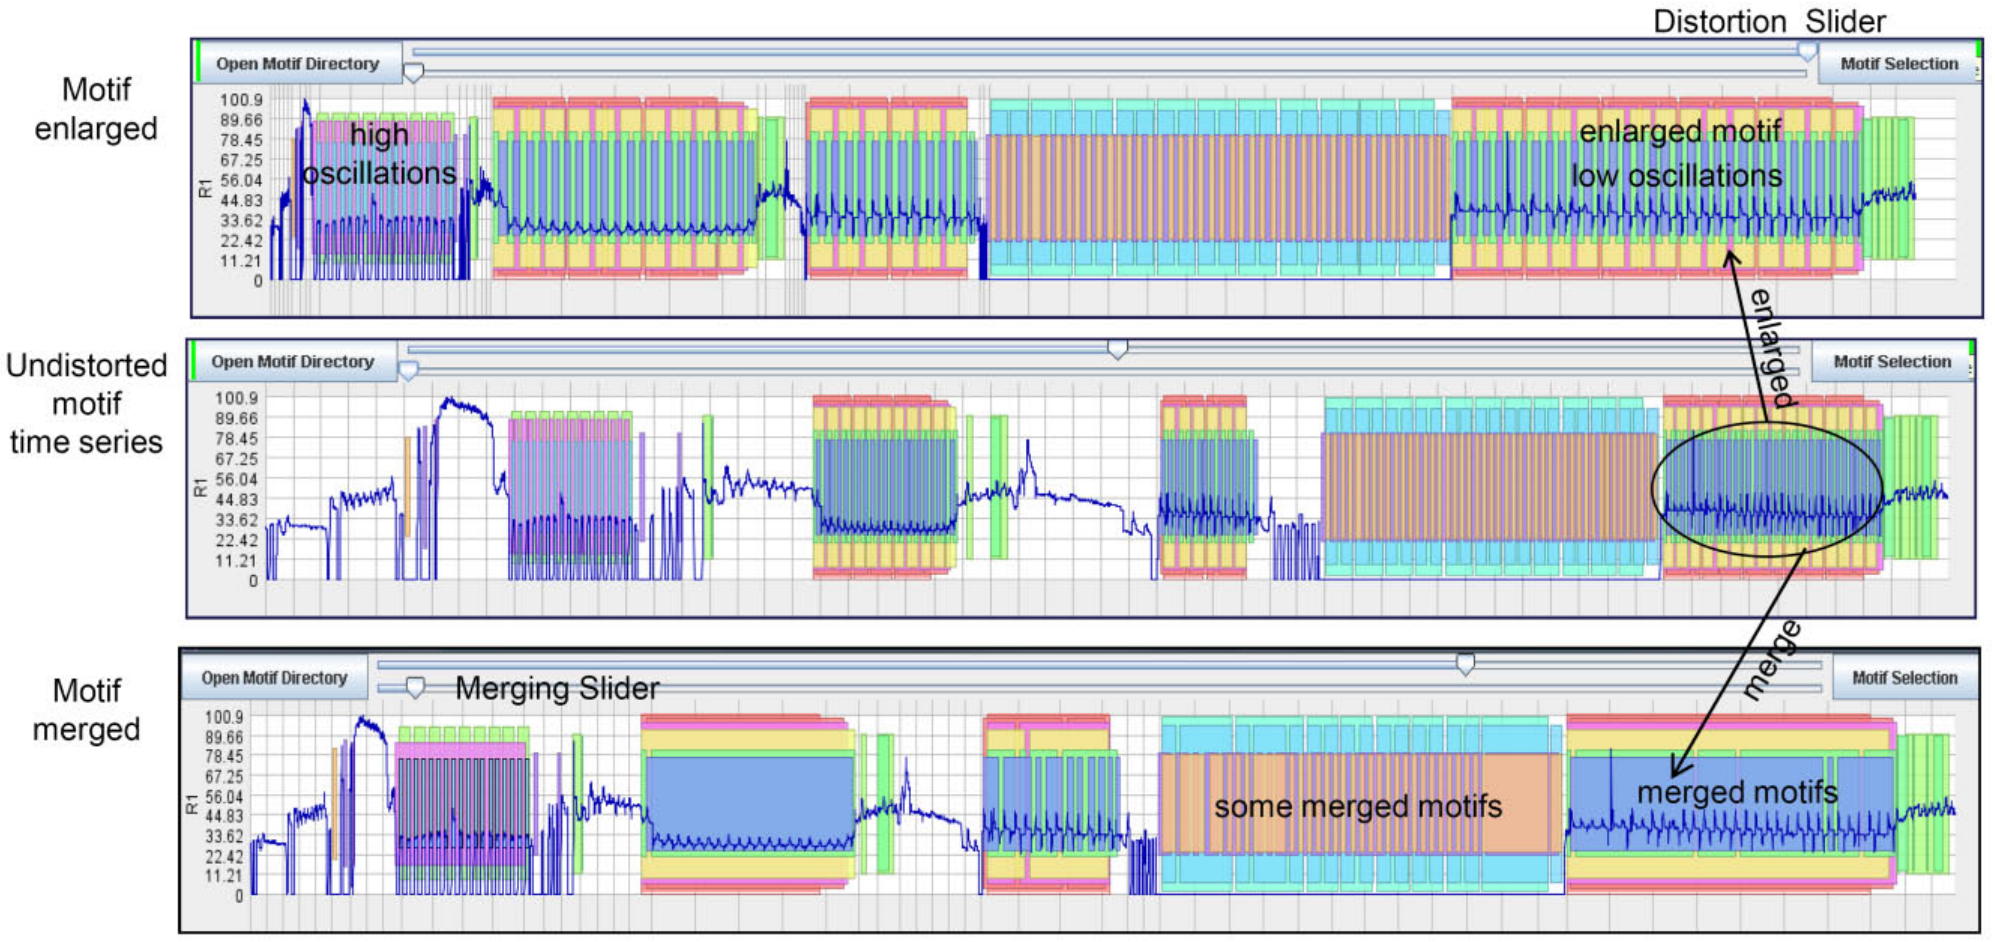 Distortion Slider
Motif
enlarged
Open Motif Directory
Motif Selection
R1
100.9
89.66
78.45
67.25
56.04
44.83
33.62
22.42
11.21
0
high
oscillations
enlarged motif
low oscillations
enlarged
Undistorted
motif
time series
Open Motif Directory
Motif Selection
R1
100.9
89.66
78.45
67.25
56.04
44.83
33.62
22.42
11.21
0
merge
Motif
merged
Open Motif Directory
Merging Slider
Motif Selection
R1
100.9
89.66
78.45
67.25
56.04
44.83
33.62
22.42
11.21
0
some merged motifs
merged motifs